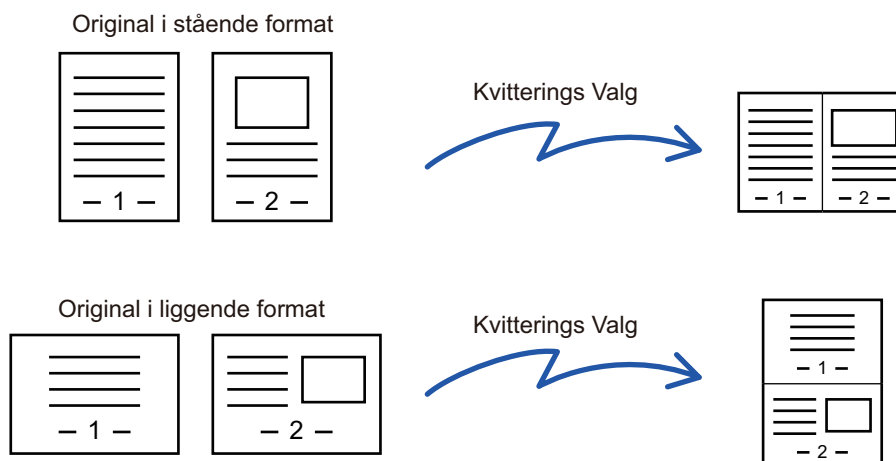 Original i stående format
Kvitterings Valg
– 1 –
– 2 –
– 1 –
– 2 –
Original i liggende format
Kvitterings Valg
– 1 –
– 2 –
– 1 –
– 2 –